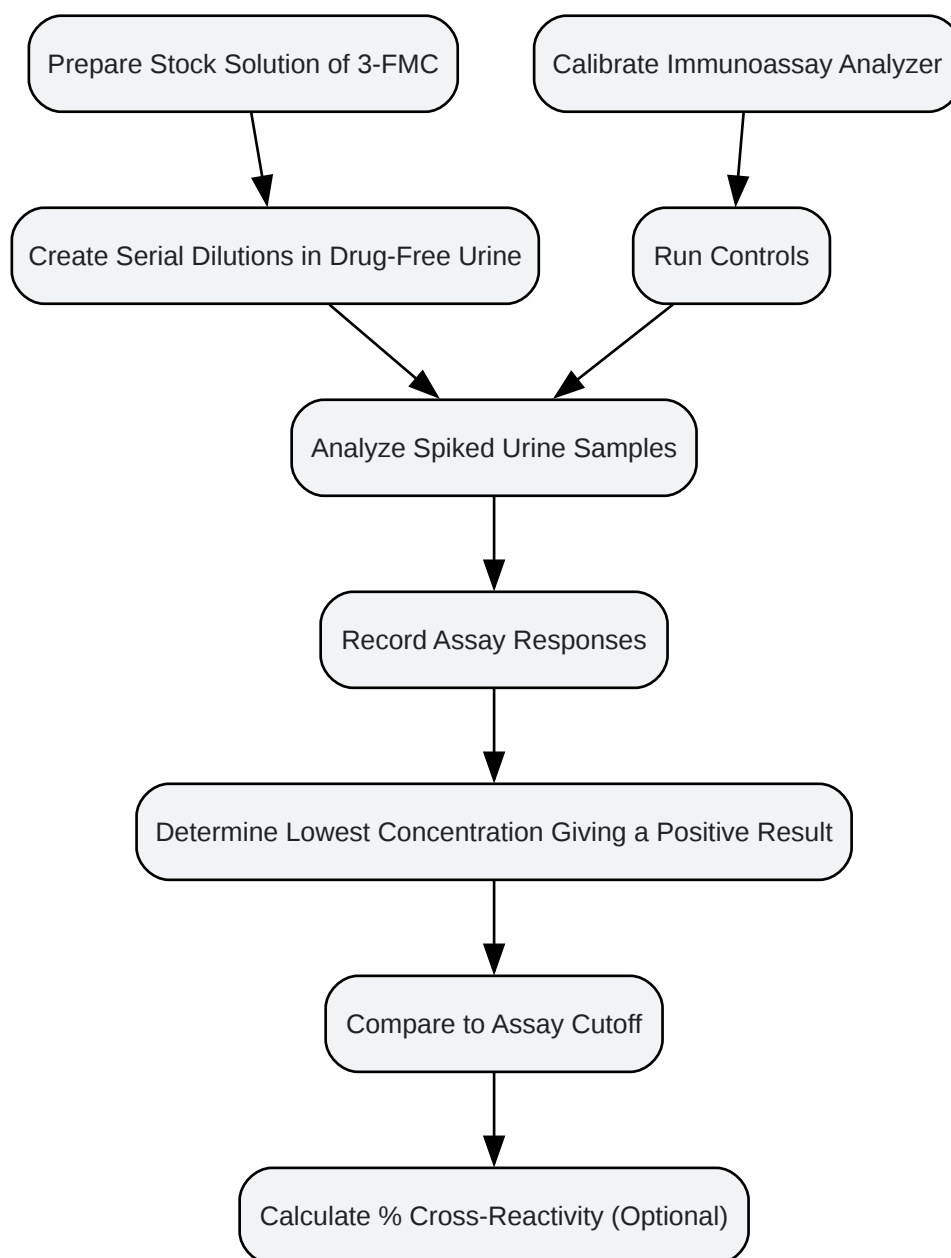 Prepare Stock Solution of 3-FMC
Calibrate Immunoassay Analyzer
Create Serial Dilutions in Drug-Free Urine
Run Controls
Analyze Spiked Urine Samples
Record Assay Responses
Determine Lowest Concentration Giving a Positive Result
Compare to Assay Cutoff
Calculate % Cross-Reactivity (Optional)